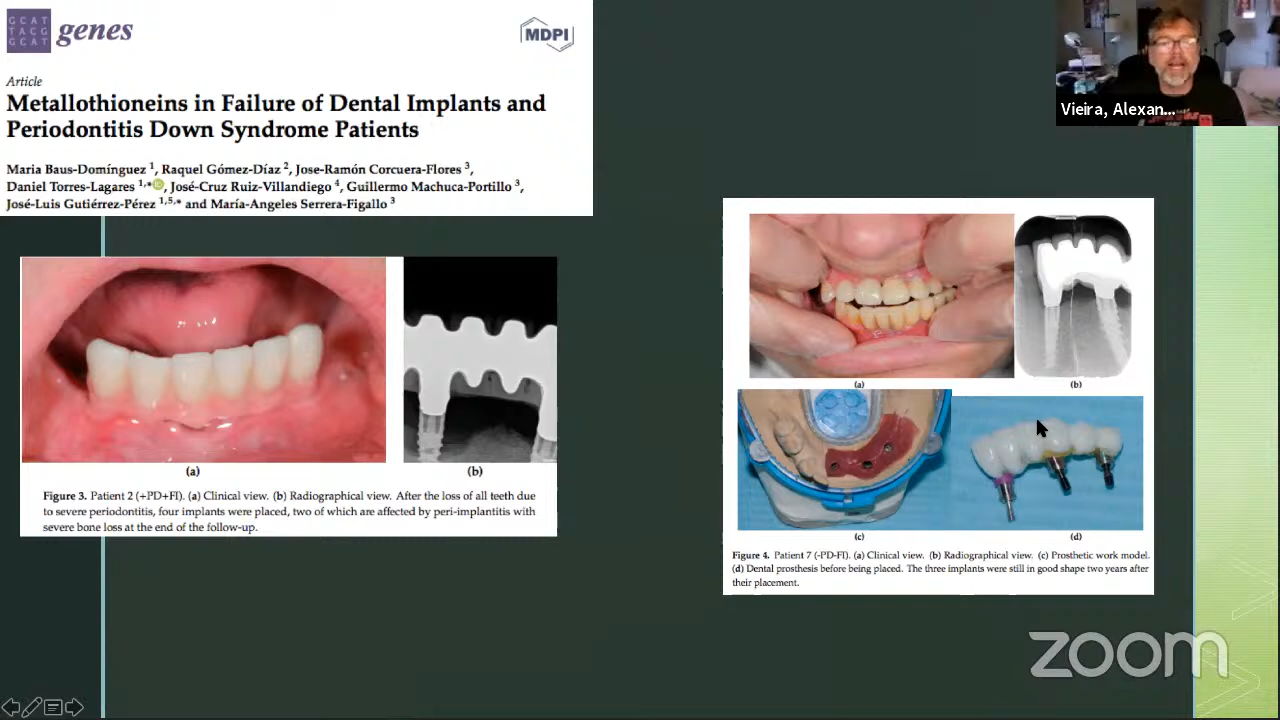 GCAT
TACG
GCAT
genes
MDPI
Article
Metallothioneins in Failure of Dental Implants and
Periodontitis Down Syndrome Patients
Maria Baus-Domínguez 1, Raquel Gómez-Díaz 2, Jose-Ramón Corcuera-Flores 3,
Daniel Torres-Lagares 1,*iD, José-Cruz Ruiz-Villandiego 4, Guillermo Machuca-Portillo 3,
José-Luis Gutiérrez-Pérez 1,5,* and María-Angeles Serrera-Figallo 3
Vieira, Alexan...
(a)
(b)
Figure 3. Patient 2 (+PD+FI). (a) Clinical view. (b) Radiographical view. After the loss of all teeth due
to severe periodontitis, four implants were placed, two of which are affected by peri-implantitis with
severe bone loss at the end of the follow-up.
(a)
(b)
(c)
(d)
Figure 4. Patient 7 (-PD-FI). (a) Clinical view. (b) Radiographical view. (c) Prosthetic work model.
(d) Dental prosthesis before being placed. The three implants were still in good shape two years after
their placement.
zoom